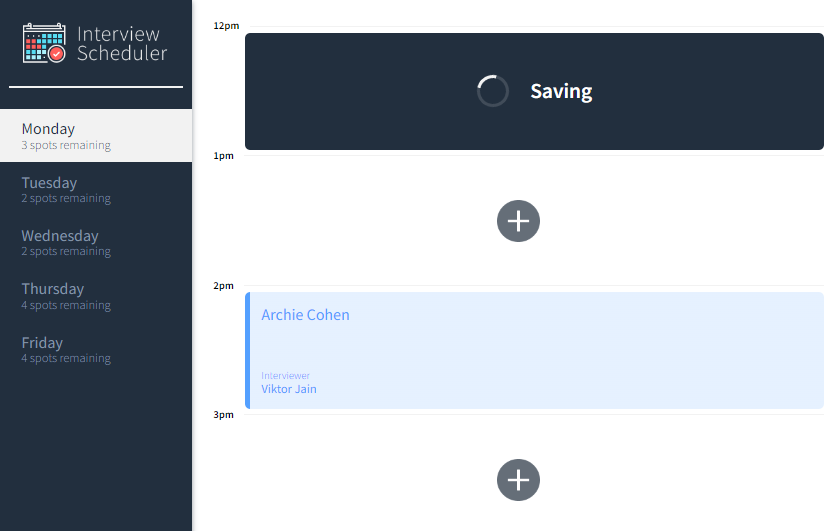 Interview
Scheduler
Monday
3 spots remaining
Tuesday
2 spots remaining
Wednesday
2 spots remaining
Thursday
4 spots remaining
Friday
4 spots remaining
12pm
Saving
1pm
2pm
Archie Cohen
Interviewer
Viktor Jain
3pm